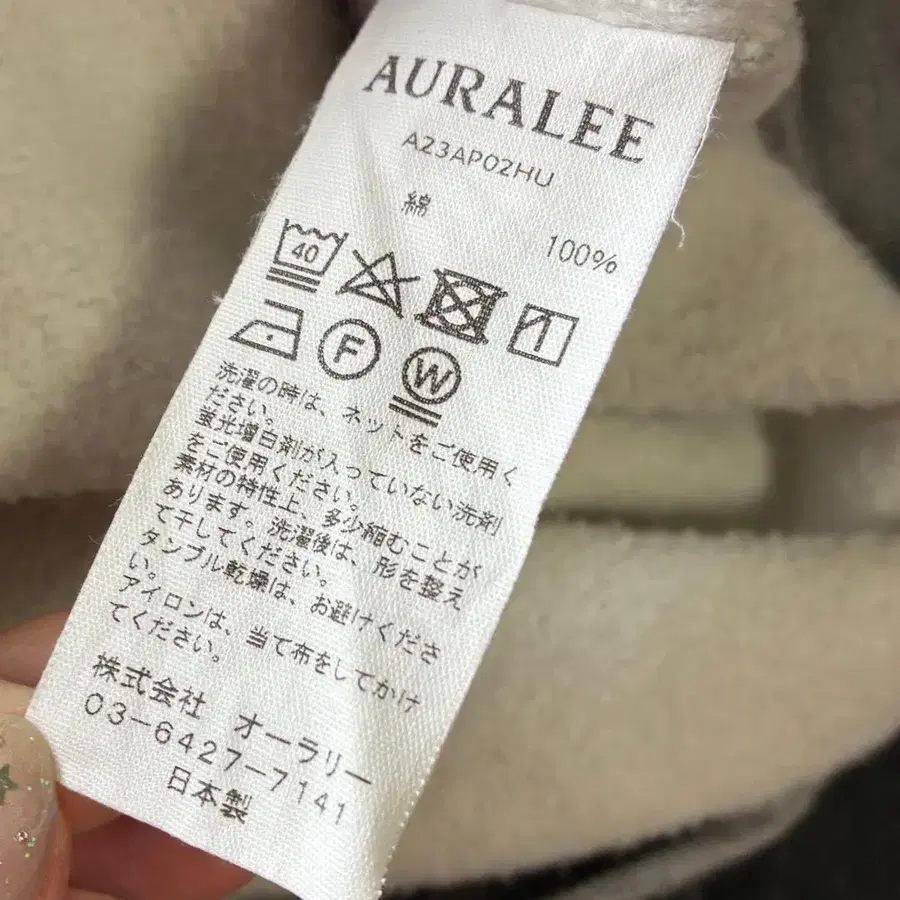 AURALEE
A23AP02HU
綿 100%
40
F W
洗濯の時は、ネットをご使用く
ださい。
蛍光増白剤が入っていない洗剤
をご使用ください。
素材の特性上、多少縮むことが
あります。洗濯後は、形を整え
て干してください。
タンブル乾燥は、お避けくださ
い。
アイロンは、当て布をしてかけ
てください。
株式会社 オーラリー
03-6427-7141
日本製